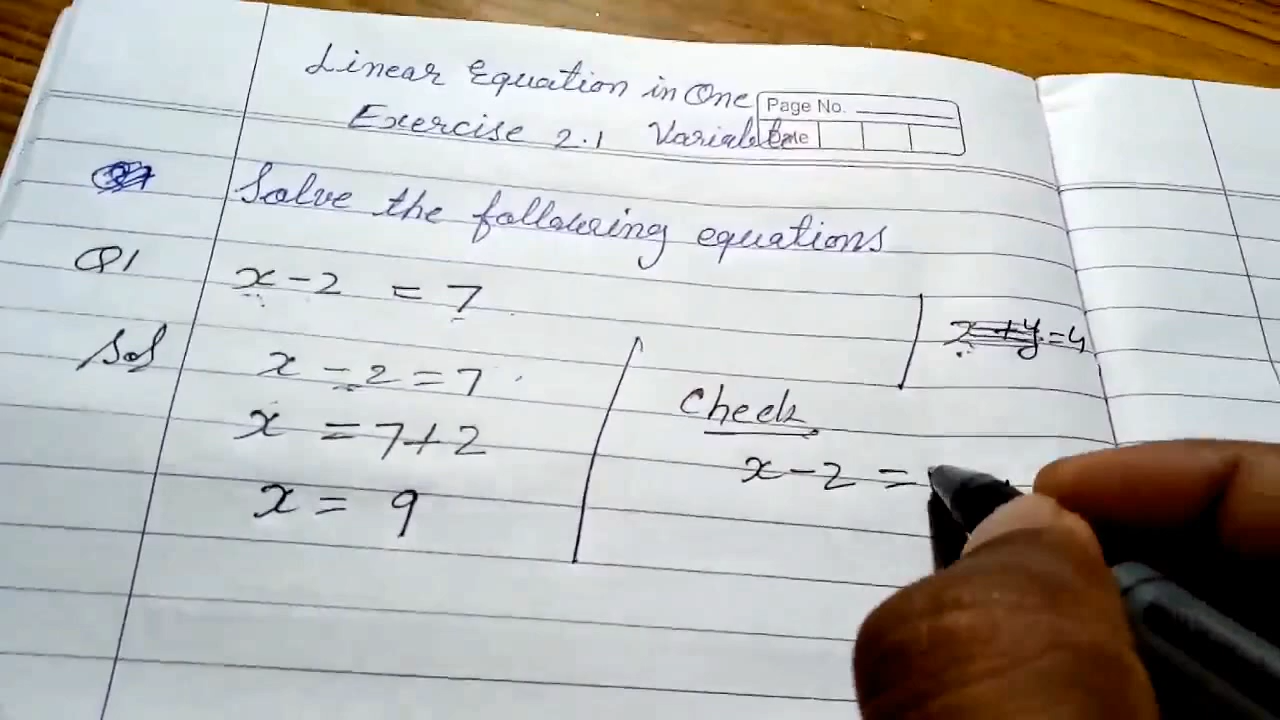 Linear Equation in One
Page No.
Exercise 2.1 Variable
Solve the following equations
Q1 x - 2 = 7
x + y = 4
Sol x - 2 = 7
x = 7 + 2
x = 9
Check
x - 2 =